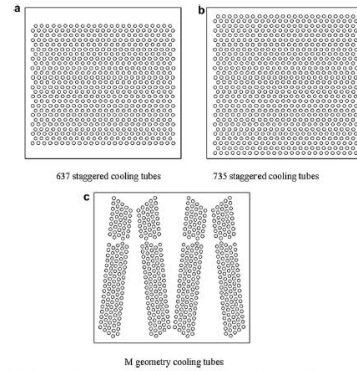 a
b
637 staggered cooling tubes
735 staggered cooling tubes
c
M geometry cooling tubes